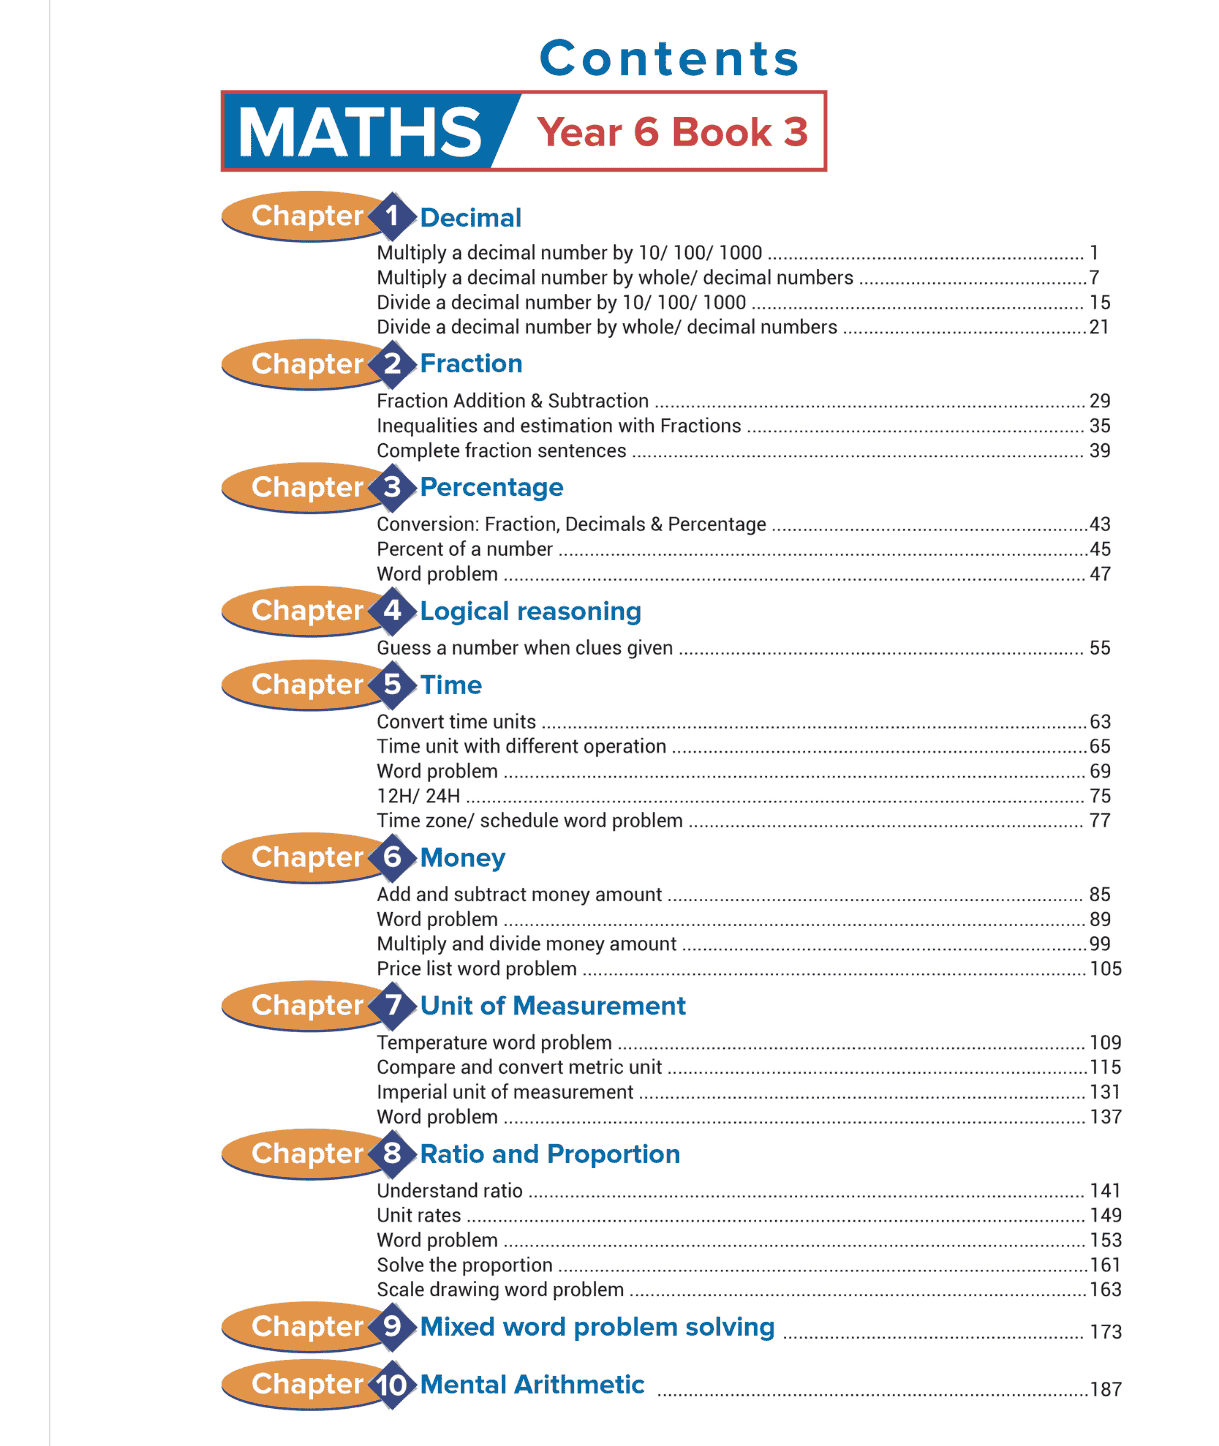 Contents
MATHS Year 6 Book 3
Chapter 1 Decimal
Multiply a decimal number by 10/ 100/ 1000 ............................................................. 1
Multiply a decimal number by whole/ decimal numbers ............................................7
Divide a decimal number by 10/ 100/ 1000 ................................................................ 15
Divide a decimal number by whole/ decimal numbers ...............................................21
Chapter 2 Fraction
Fraction Addition & Subtraction ................................................................................... 29
Inequalities and estimation with Fractions ................................................................. 35
Complete fraction sentences ....................................................................................... 39
Chapter 3 Percentage
Conversion: Fraction, Decimals & Percentage .............................................................43
Percent of a number ......................................................................................................45
Word problem ................................................................................................................ 47
Chapter 4 Logical reasoning
Guess a number when clues given .............................................................................. 55
Chapter 5 Time
Convert time units .........................................................................................................63
Time unit with different operation ................................................................................65
Word problem ................................................................................................................ 69
12H/ 24H ....................................................................................................................... 75
Time zone/ schedule word problem ............................................................................ 77
Chapter 6 Money
Add and subtract money amount ................................................................................ 85
Word problem ................................................................................................................ 89
Multiply and divide money amount ..............................................................................99
Price list word problem ................................................................................................. 105
Chapter 7 Unit of Measurement
Temperature word problem .......................................................................................... 109
Compare and convert metric unit .................................................................................115
Imperial unit of measurement ...................................................................................... 131
Word problem ................................................................................................................ 137
Chapter 8 Ratio and Proportion
Understand ratio ........................................................................................................... 141
Unit rates ....................................................................................................................... 149
Word problem ................................................................................................................ 153
Solve the proportion ......................................................................................................161
Scale drawing word problem ........................................................................................ 163
Chapter 9 Mixed word problem solving .......................................................... 173
Chapter 10 Mental Arithmetic ...................................................................................187